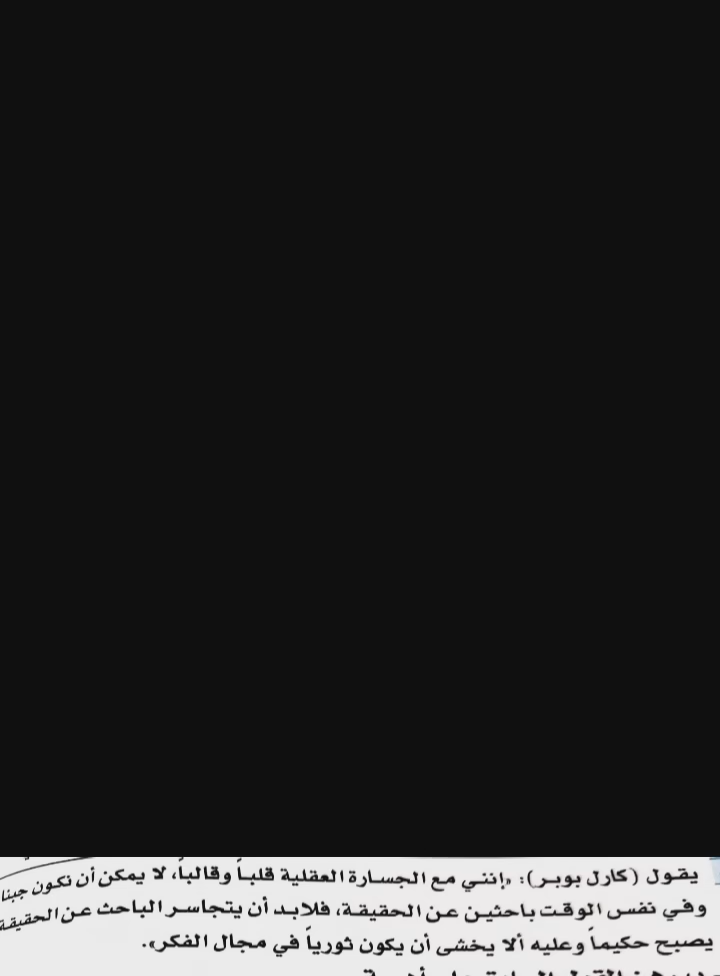 يقول (كارل بوبر): «إنني مع الجسارة العقلية قلباً وقالباً، لا يمكن أن نكون جبنا
وفي نفس الوقت باحثين عن الحقيقة، فلابد أن يتجاسر الباحث عن الحقيقة
يصبح حكيماً وعليه ألا يخشى أن يكون ثورياً في مجال الفكر».